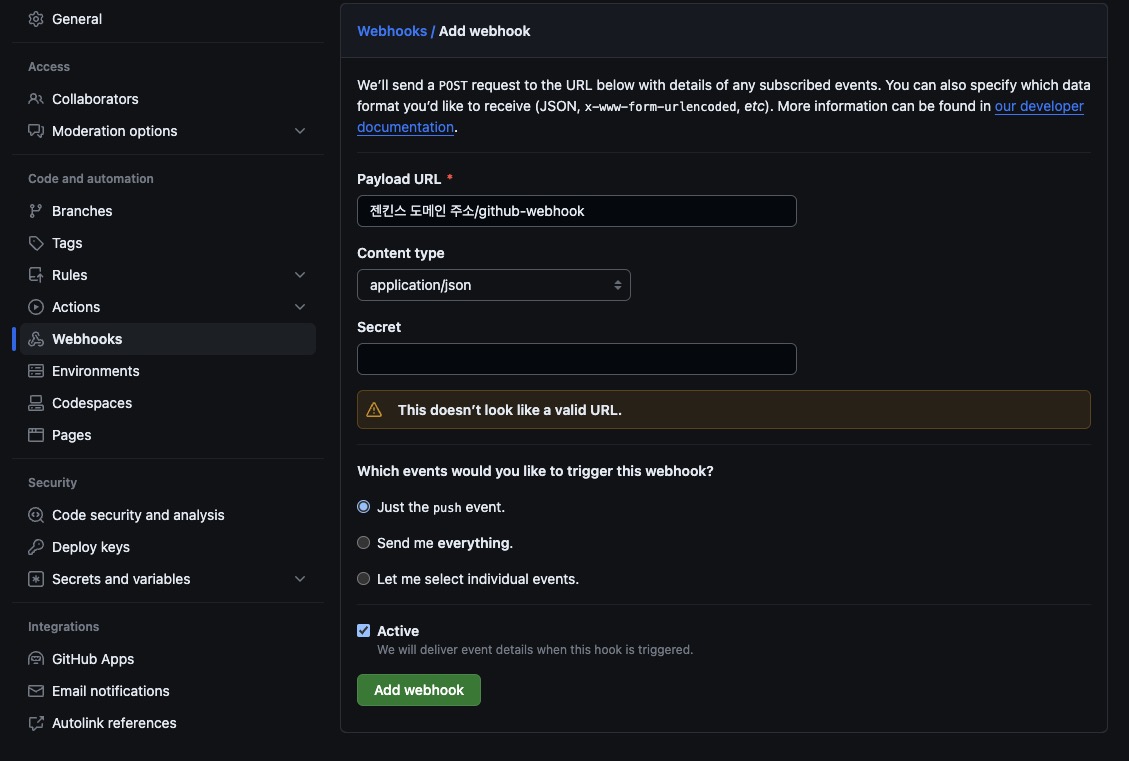 General
Access
Collaborators
Moderation options
Code and automation
Branches
Tags
Rules
Actions
Webhooks
Environments
Codespaces
Pages
Security
Code security and analysis
Deploy keys
Secrets and variables
Integrations
GitHub Apps
Email notifications
Autolink references
Webhooks / Add webhook
We’ll send a POST request to the URL below with details of any subscribed events. You can also specify which data
format you’d like to receive (JSON, x-www-form-urlencoded, etc). More information can be found in our developer
documentation.
Payload URL *
젠킨스 도메인 주소/github-webhook
Content type
application/json
Secret
This doesn’t look like a valid URL.
Which events would you like to trigger this webhook?
Just the push event.
Send me everything.
Let me select individual events.
Active
We will deliver event details when this hook is triggered.
Add webhook